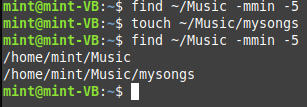 mint@mint-VB:~$ find ~/Music -mmin -5
mint@mint-VB:~$ touch ~/Music/mysongs
mint@mint-VB:~$ find ~/Music -mmin -5
/home/mint/Music
/home/mint/Music/mysongs
mint@mint-VB:~$